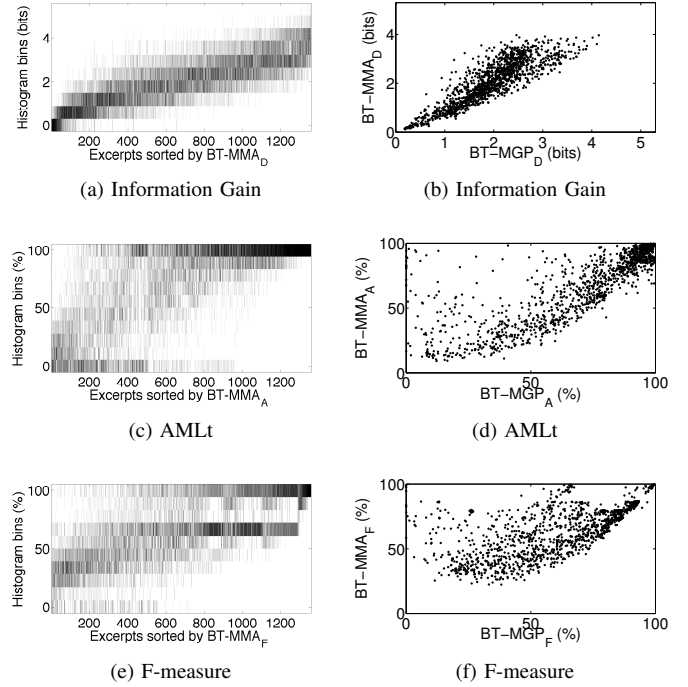 Histogram bins (bits)
4
2
0
200 400 600 800 1000 1200
Excerpts sorted by BT-MMA_D
(a) Information Gain
BT−MMA_D (bits)
5
4
2
0
0 1 2 3 4 5
BT−MGP_D (bits)
(b) Information Gain
Histogram bins (%)
100
50
0
200 400 600 800 1000 1200
Excerpts sorted by BT-MMA_A
(c) AMLt
BT−MMA_A (%)
100
50
0
0 50 100
BT−MGP_A (%)
(d) AMLt
Histogram bins (%)
100
50
0
200 400 600 800 1000 1200
Excerpts sorted by BT-MMA_F
(e) F-measure
BT−MMA_F (%)
100
50
0
0 50 100
BT−MGP_F (%)
(f) F-measure